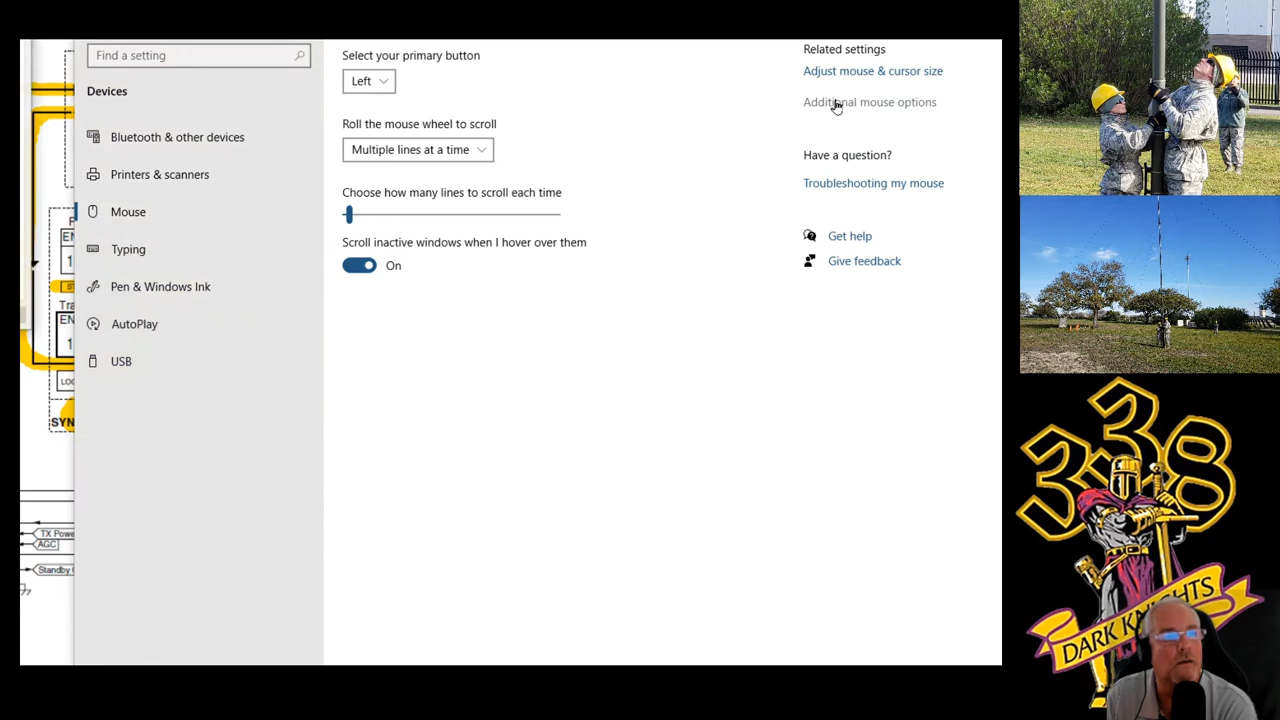 Find a setting
Devices
Bluetooth & other devices
Printers & scanners
Mouse
Typing
Pen & Windows Ink
AutoPlay
USB
Select your primary button
Left
Roll the mouse wheel to scroll
Multiple lines at a time
Choose how many lines to scroll each time
Scroll inactive windows when I hover over them
On
Related settings
Adjust mouse & cursor size
Additional mouse options
Have a question?
Troubleshooting my mouse
Get help
Give feedback
TX Powe
AGC
Standby
338
DARK KNIGHTS